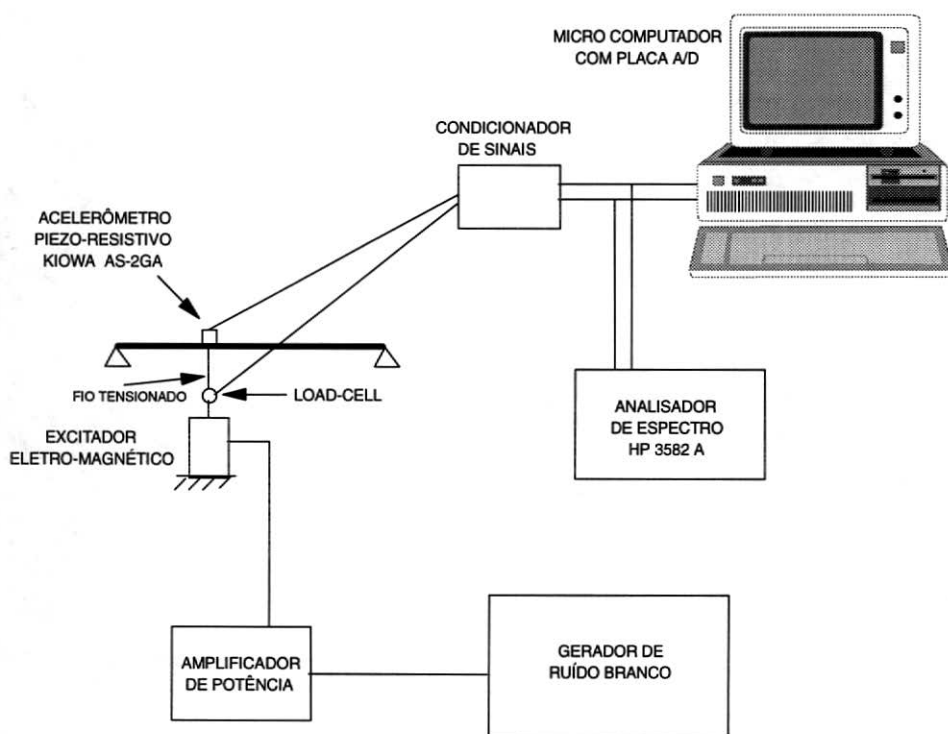 MICRO COMPUTADOR
COM PLACA A/D
CONDICIONADOR
DE SINAIS
ACELERÔMETRO
PIEZO-RESISTIVO
KIOWA AS-2GA
FIO TENSIONADO
LOAD-CELL
EXCITADOR
ELETRO-MAGNÉTICO
ANALISADOR
DE ESPECTRO
HP 3582 A
AMPLIFICADOR
DE POTÊNCIA
GERADOR DE
RUÍDO BRANCO